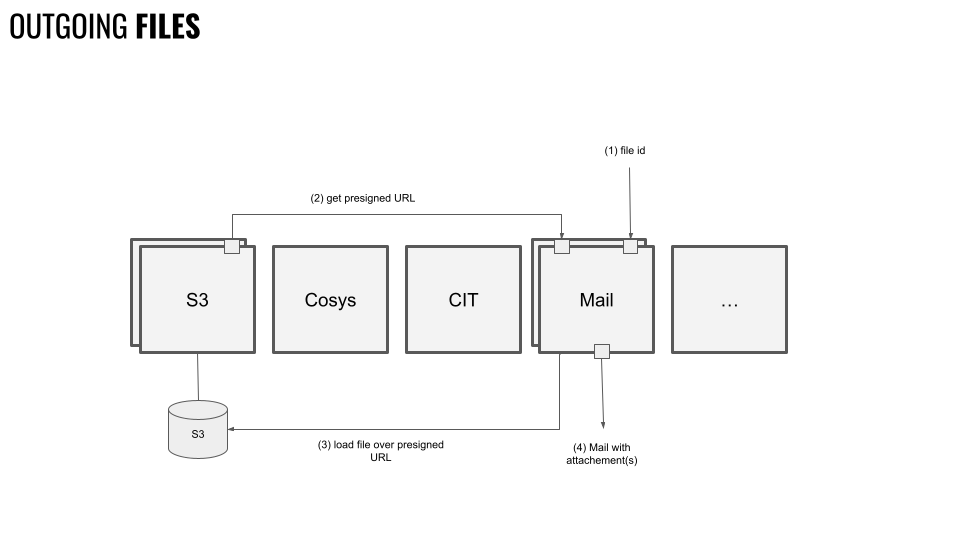 OUTGOING FILES
(1) file id
(2) get presigned URL
S3
Cosys
CIT
Mail
...
S3
(3) load file over presigned
URL
(4) Mail with
attachement(s)